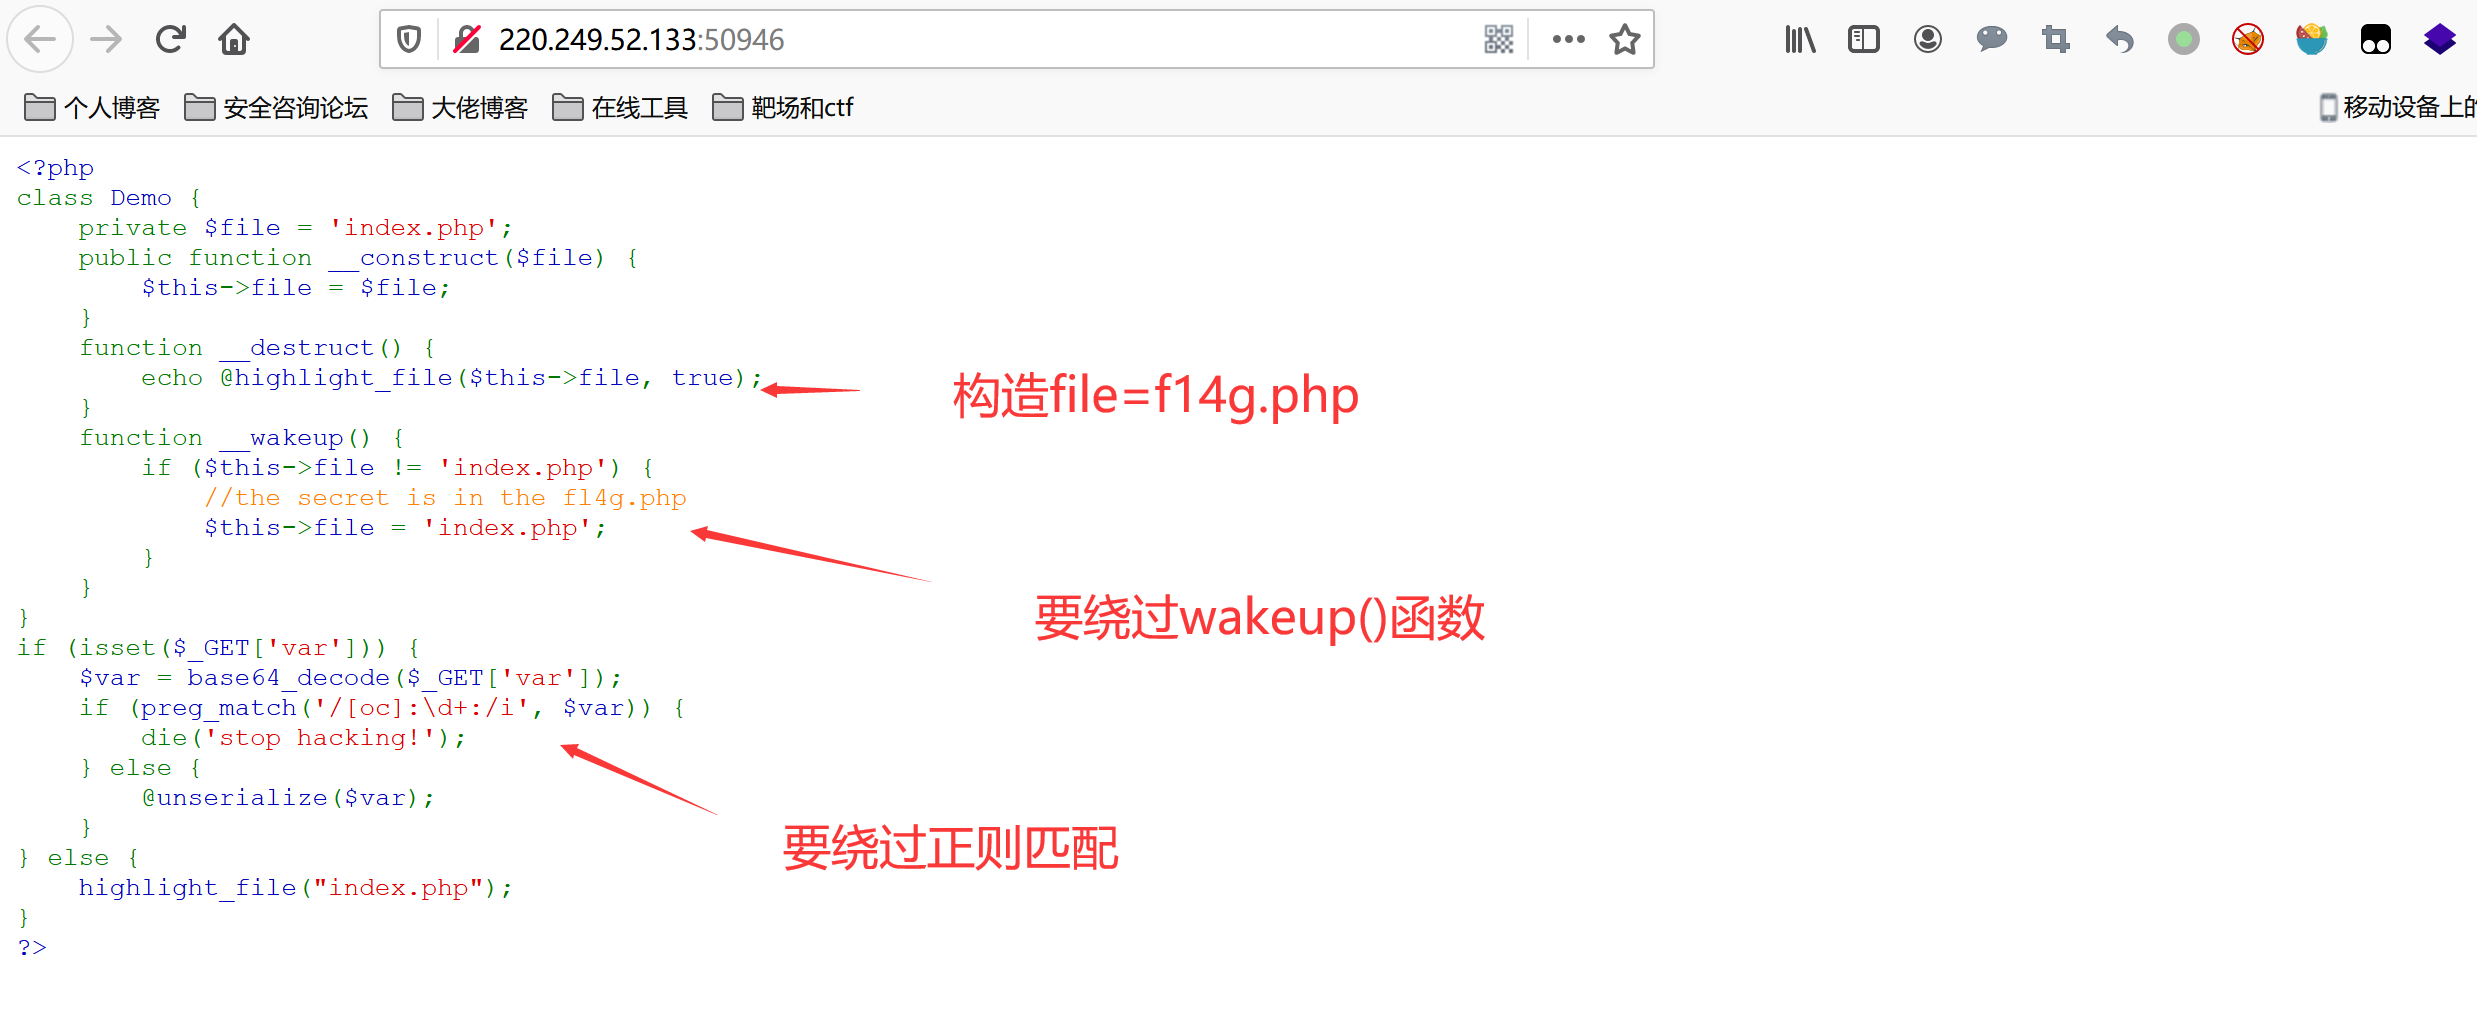 220.249.52.133:50946
个人博客 安全咨询论坛 大佬博客 在线工具 靶场和ctf 移动设备上的
<?php
class Demo {
    private $file = 'index.php';
    public function __construct($file) {
        $this->file = $file;
    }
    function __destruct() {
        echo @highlight_file($this->file, true);
构造file=f14g.php
    }
    function __wakeup() {
        if ($this->file != 'index.php') {
            //the secret is in the fl4g.php
            $this->file = 'index.php';
        }
    }
要绕过wakeup()函数
}
if (isset($_GET['var'])) {
    $var = base64_decode($_GET['var']);
    if (preg_match('/[oc]:\d+:/i', $var)) {
        die('stop hacking!');
    } else {
        @unserialize($var);
    }
要绕过正则匹配
} else {
    highlight_file("index.php");
}
?>